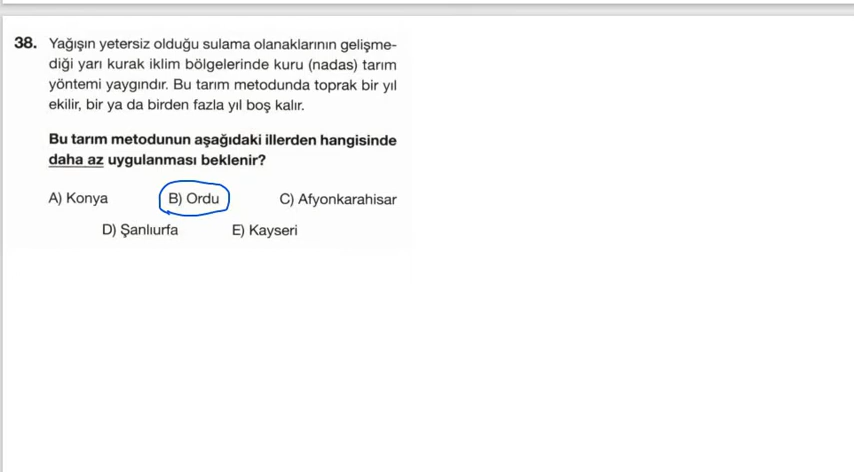 38. Yağışın yetersiz olduğu sulama olanaklarının gelişme-
diği yarı kurak iklim bölgelerinde kuru (nadas) tarım
yöntemi yaygındır. Bu tarım metodunda toprak bir yıl
ekilir, bir ya da birden fazla yıl boş kalır.
Bu tarım metodunun aşağıdaki illerden hangisinde
daha az uygulanması beklenir?
A) Konya B) Ordu C) Afyonkarahisar
D) Şanlıurfa E) Kayseri